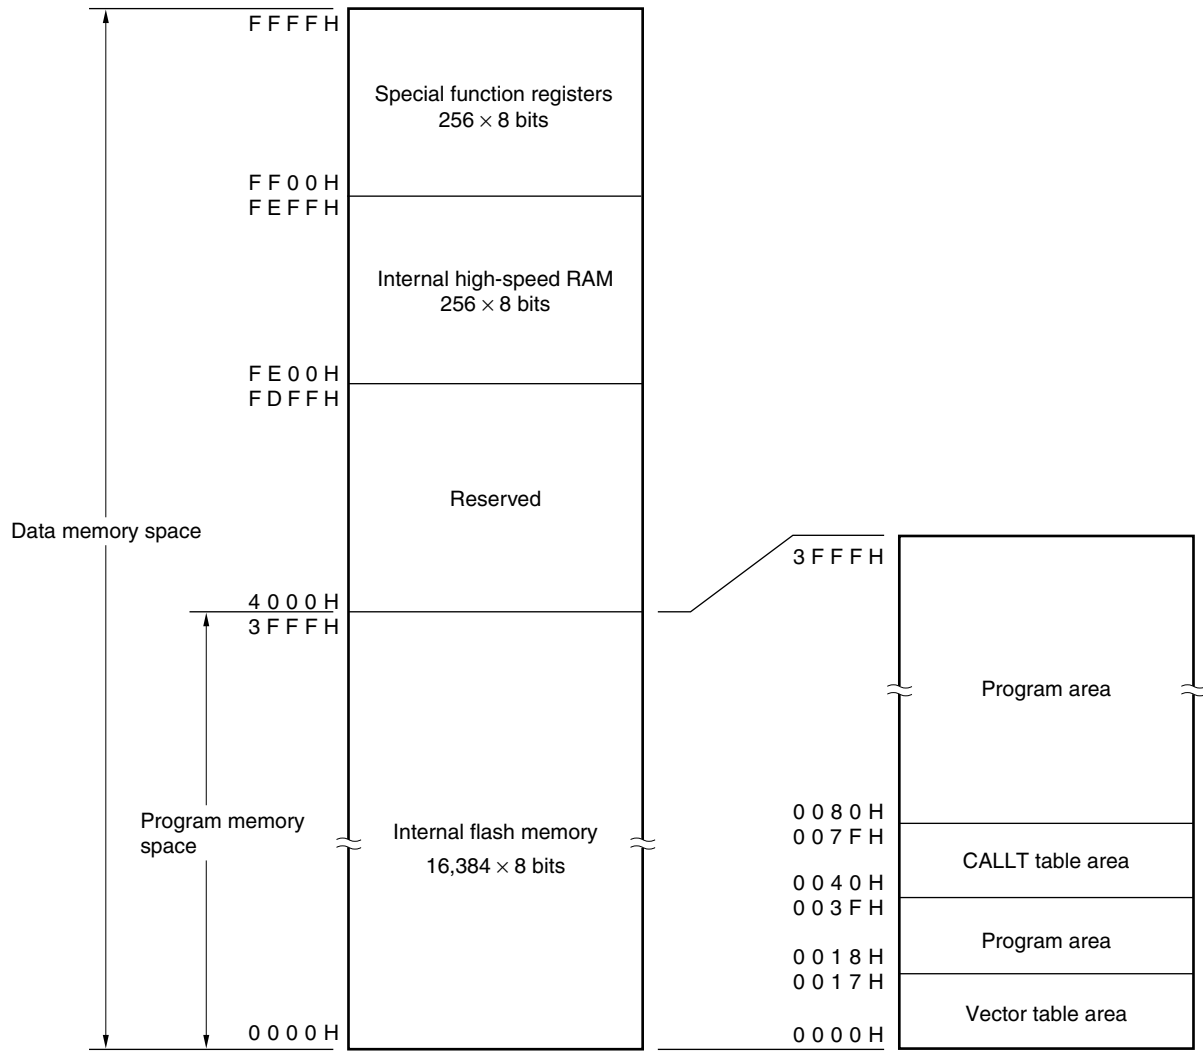 FFFFH
Special function registers
256 × 8 bits
FF00H
FEFFH
Internal high-speed RAM
256 × 8 bits
FE00H
FDFFH
Reserved
Data memory space
3FFFH
4000H
3FFFH
Program area
Program memory
space
Internal flash memory
16,384 × 8 bits
0080H
007FH
CALLT table area
0040H
003FH
Program area
0018H
0017H
Vector table area
0000H
0000H